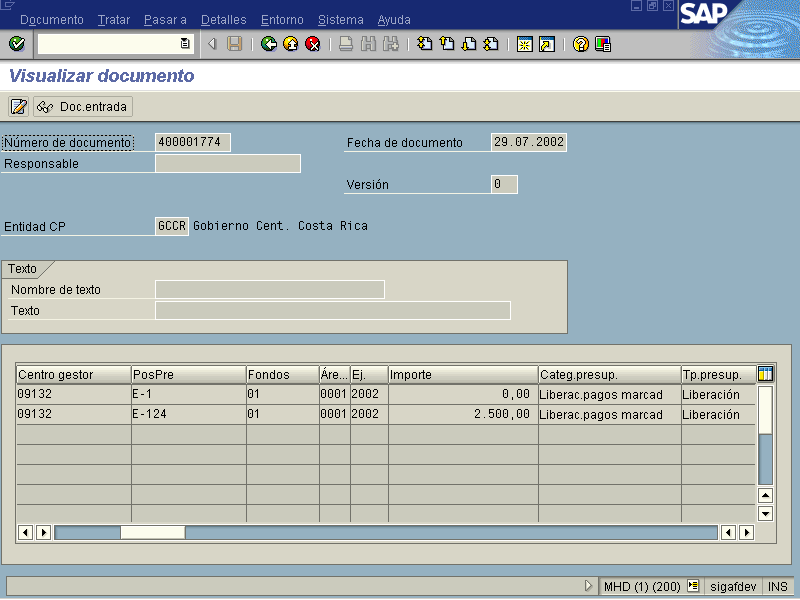 Documento Tratar Pasar a Detalles Entorno Sistema Ayuda
SAP
Visualizar documento
Doc.entrada
Número de documento 400001774 Fecha de documento 29.07.2002
Responsable
Versión 0
Entidad CP GCCR Gobierno Cent. Costa Rica
Texto
Nombre de texto
Texto
Centro gestor PosPre Fondos Áre... Ej. Importe Categ.presup. Tp.presup.
09132 E-1 01 0001 2002 0,00 Liberac.pagos marcad Liberación
09132 E-124 01 0001 2002 2.500,00 Liberac.pagos marcad Liberación
MHD (1) (200) sigafdev INS